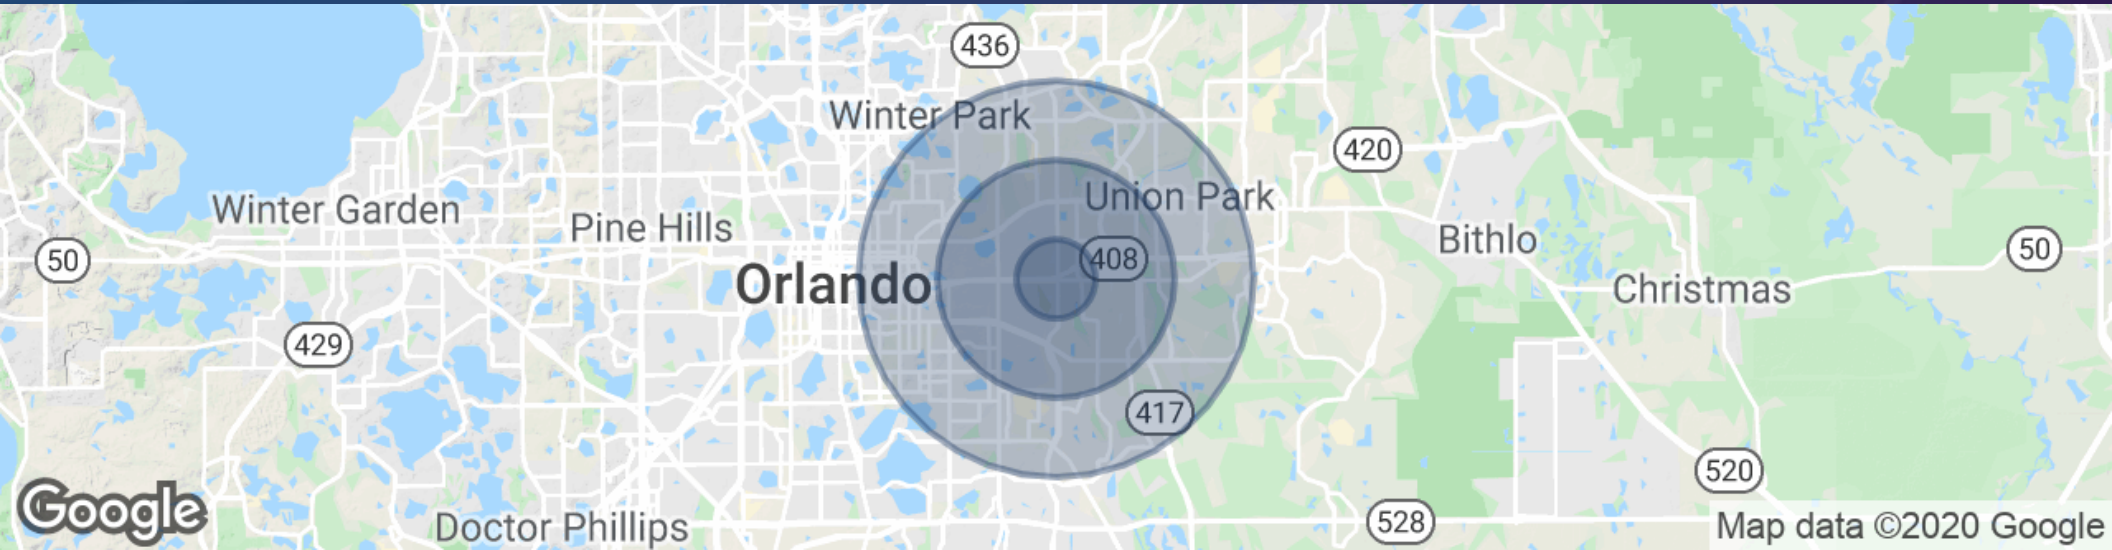 436
Winter Park
420
Union Park
Winter Garden
Pine Hills
Bithlo
50
50
408
Orlando
Christmas
429
417
520
Google
Doctor Phillips
528
Map data ©2020 Google